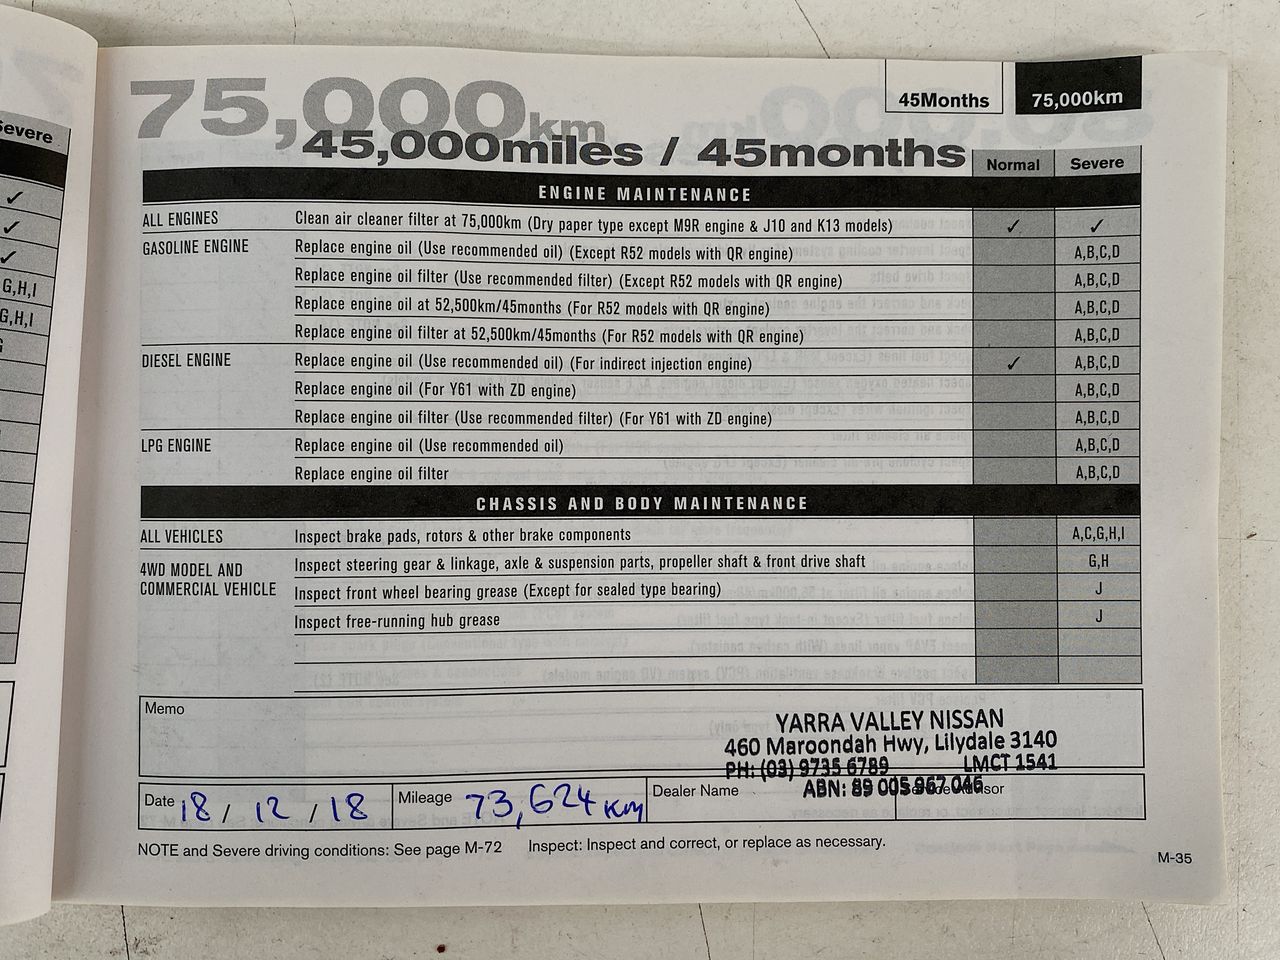 Severe
✓
✓
✓
G,H,I
G,H,I
75,000km
45,000miles / 45months
45Months
75,000km
Normal
Severe
ENGINE MAINTENANCE
ALL ENGINES Clean air cleaner filter at 75,000km (Dry paper type except M9R engine & J10 and K13 models) ✓ ✓
GASOLINE ENGINE Replace engine oil (Use recommended oil) (Except R52 models with QR engine) A,B,C,D
Replace engine oil filter (Use recommended filter) (Except R52 models with QR engine) A,B,C,D
Replace engine oil at 52,500km/45months (For R52 models with QR engine) A,B,C,D
Replace engine oil filter at 52,500km/45months (For R52 models with QR engine) A,B,C,D
DIESEL ENGINE Replace engine oil (Use recommended oil) (For indirect injection engine) ✓ A,B,C,D
Replace engine oil (For Y61 with ZD engine) A,B,C,D
Replace engine oil filter (Use recommended filter) (For Y61 with ZD engine) A,B,C,D
LPG ENGINE Replace engine oil (Use recommended oil) A,B,C,D
Replace engine oil filter A,B,C,D
CHASSIS AND BODY MAINTENANCE
ALL VEHICLES Inspect brake pads, rotors & other brake components A,C,G,H,I
4WD MODEL AND COMMERCIAL VEHICLE Inspect steering gear & linkage, axle & suspension parts, propeller shaft & front drive shaft G,H
Inspect front wheel bearing grease (Except for sealed type bearing) J
Inspect free-running hub grease J
Memo
YARRA VALLEY NISSAN
460 Maroondah Hwy, Lilydale 3140
PH: (03) 9735 6789 LMCT 1541
ABN: 89 005 967 046
Date 18 / 12 / 18 Mileage 73,624 KM Dealer Name
NOTE and Severe driving conditions: See page M-72 Inspect: Inspect and correct, or replace as necessary.
M-35